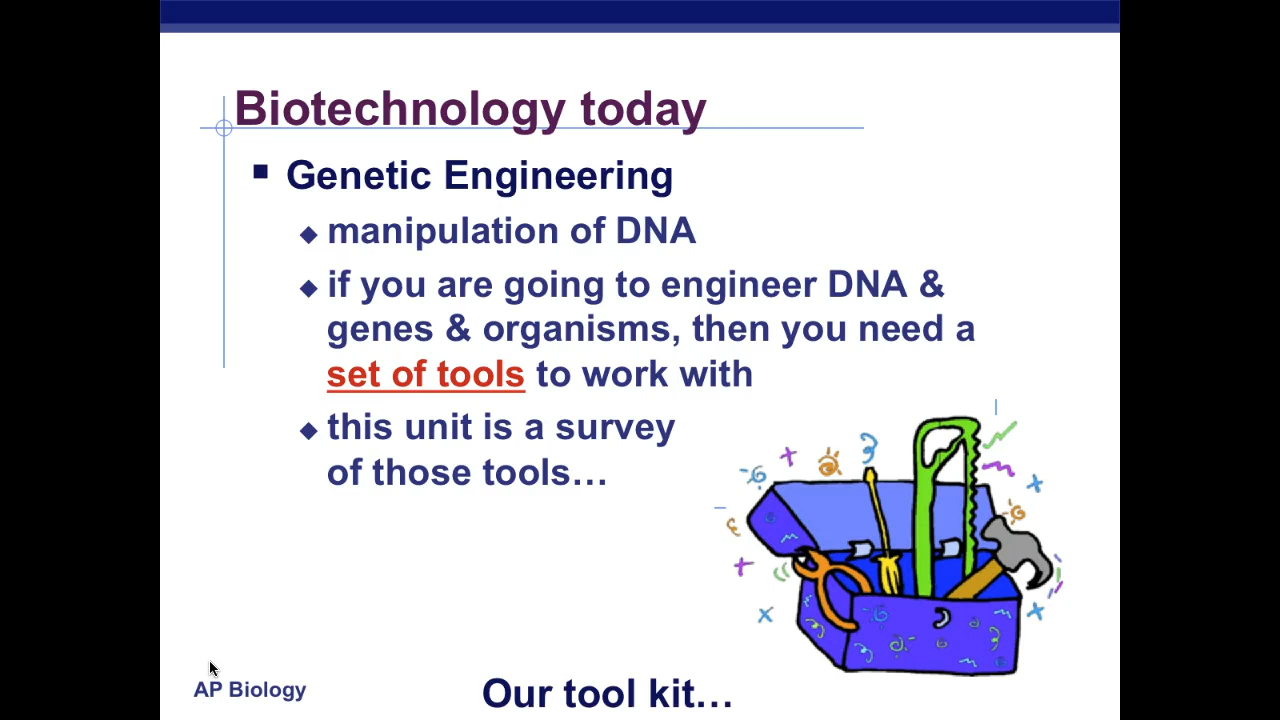 Biotechnology today
Genetic Engineering
manipulation of DNA
if you are going to engineer DNA &
genes & organisms, then you need a
set of tools to work with
this unit is a survey
of those tools…
AP Biology
Our tool kit…